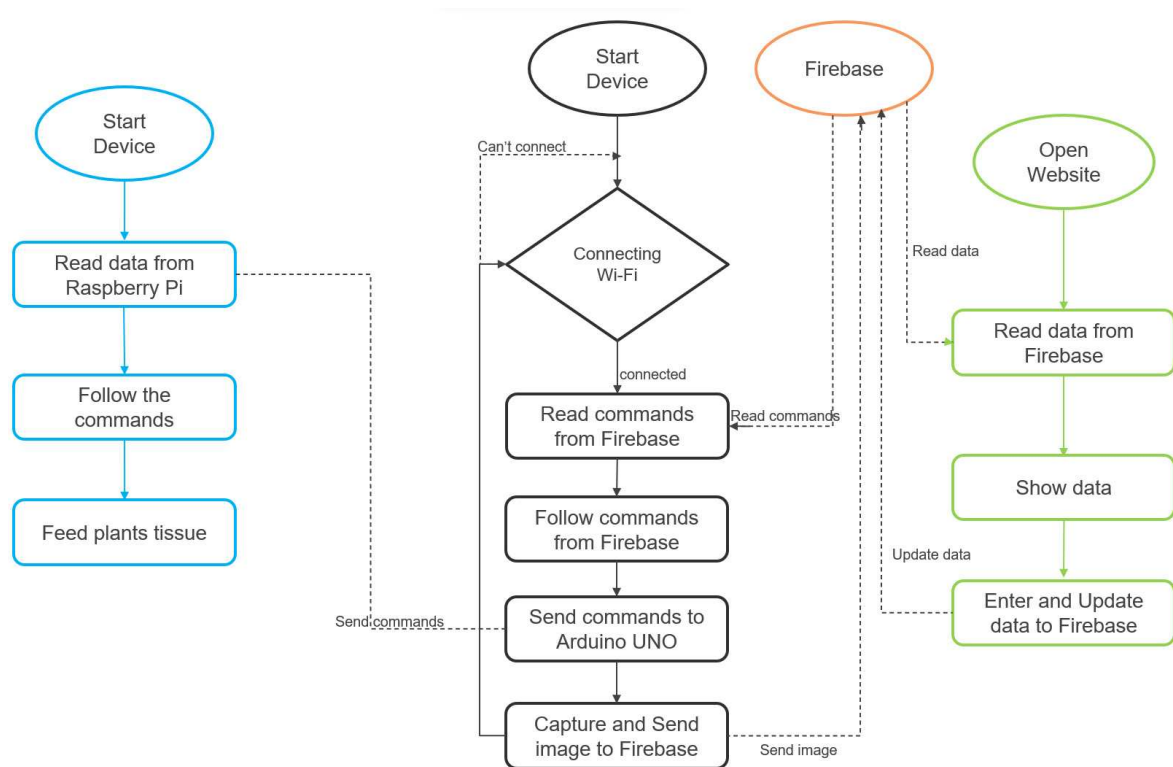 Start
Device
Read data from
Raspberry Pi
Follow the
commands
Feed plants tissue
Start
Device
Can't connect
Connecting
Wi-Fi
connected
Read commands
from Firebase
Follow commands
from Firebase
Send commands to
Arduino UNO
Send commands
Capture and Send
image to Firebase
Firebase
Read commands
Send image
Read data
Update data
Open
Website
Read data from
Firebase
Show data
Enter and Update
data to Firebase